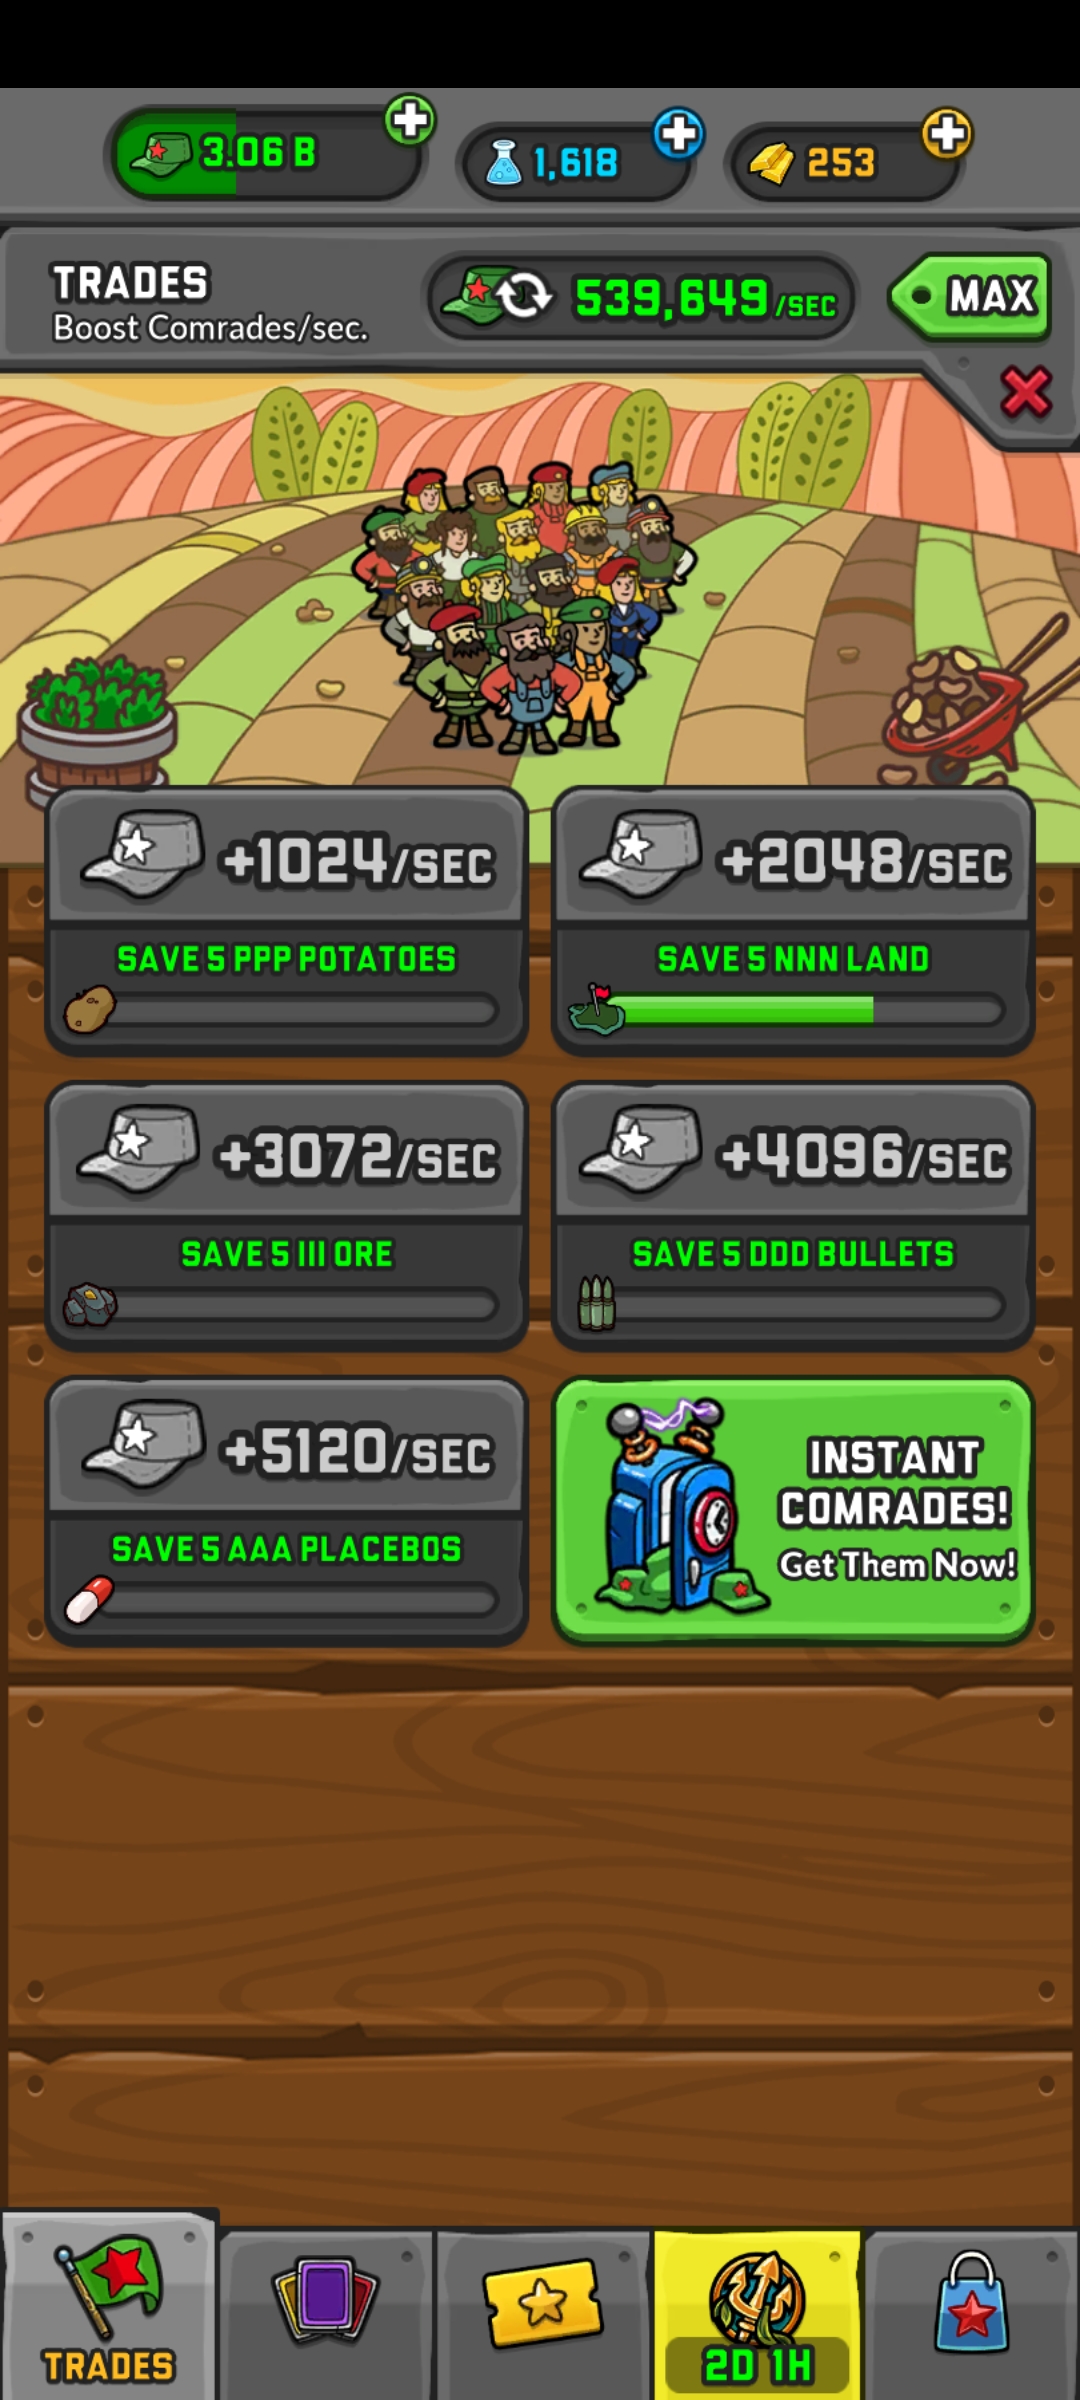 3.06 B
1,618
253
TRADES
Boost Comrades/sec.
539,649/SEC
MAX
+1024/SEC
SAVE 5 PPP POTATOES
+2048/SEC
SAVE 5 NNN LAND
+3072/SEC
SAVE 5 III ORE
+4096/SEC
SAVE 5 DDD BULLETS
+5120/SEC
SAVE 5 AAA PLACEBOS
INSTANT
COMRADES!
Get Them Now!
TRADES
2D 1H